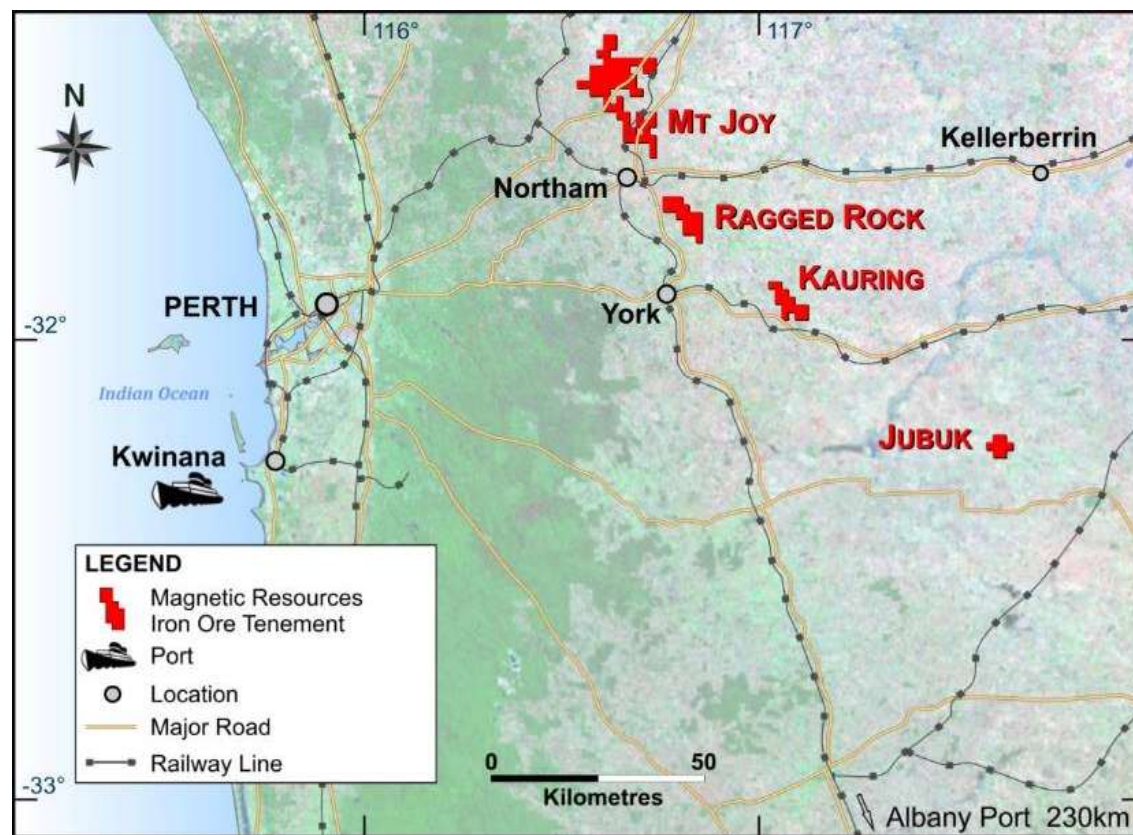 116°
117°
N
MT JOY
Kellerberrin
Northam
RAGGED ROCK
KAURING
PERTH
York
-32°
Indian Ocean
JUBUK
Kwinana
LEGEND
Magnetic Resources
Iron Ore Tenement
Port
Location
Major Road
Railway Line
0 50
Kilometres
-33°
Albany Port 230km